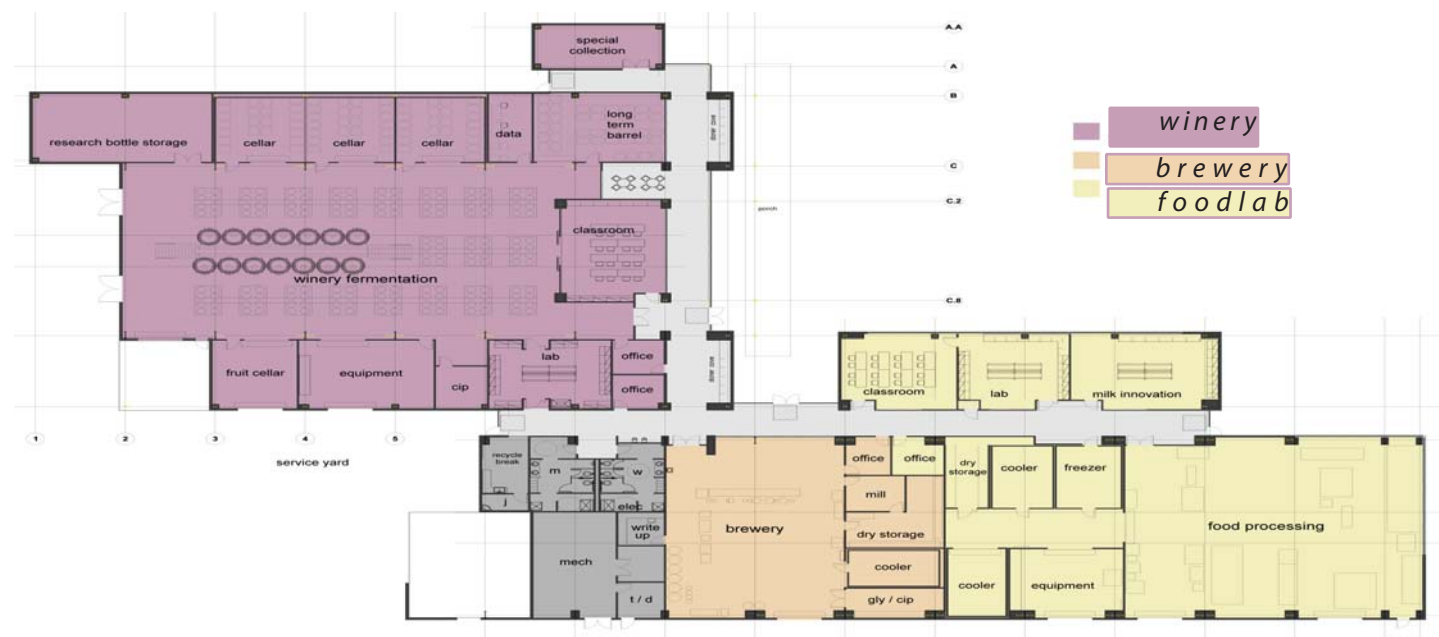 special
collection
A.A
A
B
research bottle storage
cellar
cellar
cellar
data
long
term
barrel
C
winery
brewery
foodlab
C.2
porch
classroom
winery fermentation
C.8
fruit cellar
equipment
cip
lab
office
office
classroom
lab
milk innovation
1
2
3
4
5
service yard
recycle
break
m
w
j
elec
write
up
mech
t / d
brewery
office
office
mill
dry storage
cooler
gly / cip
dry
storage
cooler
freezer
cooler
equipment
food processing